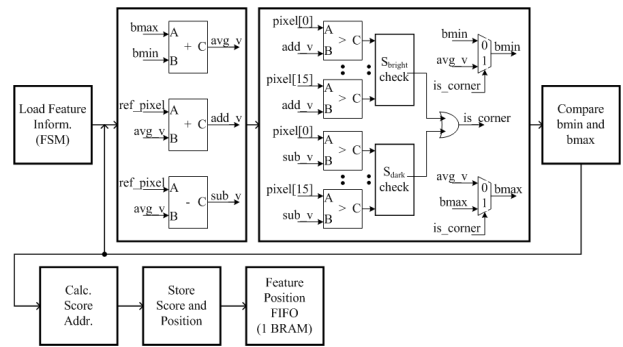 Load Feature
Inform.
(FSM)
bmax
A
+ C
avg_v
bmin
B
ref_pixel
A
+ C
add_v
avg_v
B
ref_pixel
A
- C
sub_v
avg_v
B
pixel[0]
A
> C
add_v
B
pixel[15]
A
> C
add_v
B
Sbright
check
pixel[0]
A
> C
sub_v
B
pixel[15]
A
> C
sub_v
B
Sdark
check
is_corner
bmin
0
bmin
avg_v
1
is_corner
avg_v
0
bmax
bmax
1
is_corner
Compare
bmin and
bmax
Calc.
Score
Addr.
Store
Score and
Position
Feature
Position
FIFO
(1 BRAM)